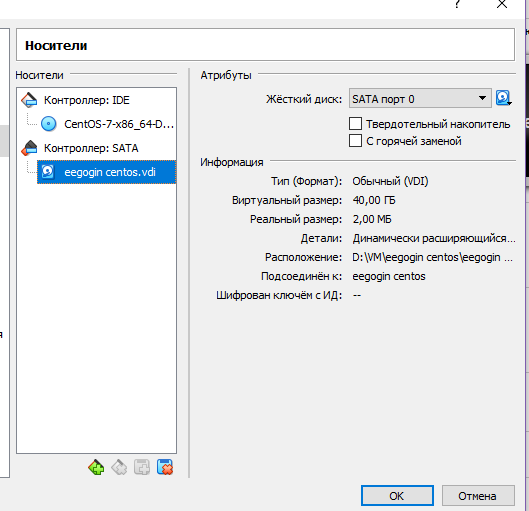 ?
Носители
Носители
Контроллер: IDE
CentOS-7-x86_64-D...
Контроллер: SATA
eegogin centos.vdi
Атрибуты
Жёсткий диск: SATA порт 0
Твердотельный накопитель
С горячей заменой
Информация
Тип (Формат): Обычный (VDI)
Виртуальный размер: 40,00 ГБ
Реальный размер: 2,00 МБ
Детали: Динамически расширяющийся...
Расположение: D:\VM\eegogin centos\eegogin ...
Подсоединён к: eegogin centos
Шифрован ключём с ИД: --
OK Отмена